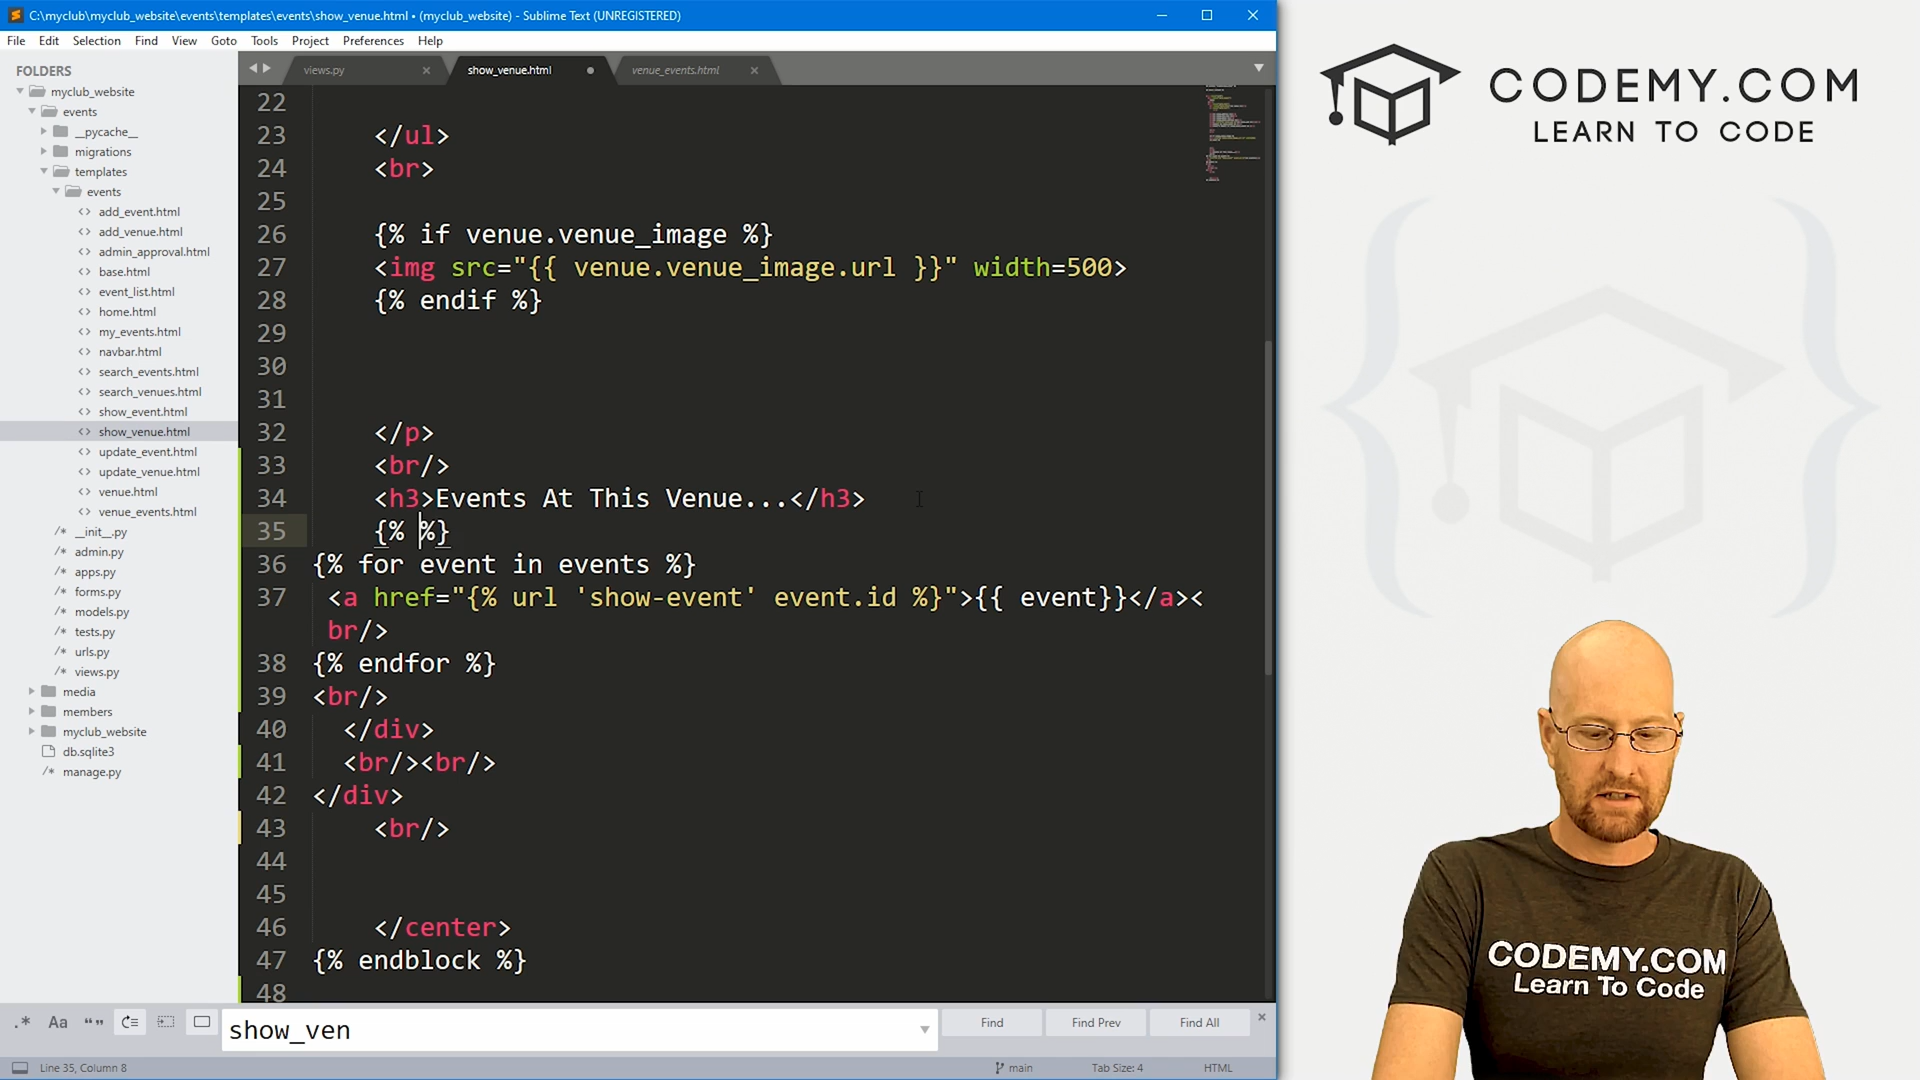 C:\myclub\myclub_website\events\templates\events\show_venue.html • (myclub_website) - Sublime Text (UNREGISTERED)
File Edit Selection Find View Goto Tools Project Preferences Help
FOLDERS
myclub_website
events
__pycache__
migrations
templates
events
add_event.html
add_venue.html
admin_approval.html
base.html
event_list.html
home.html
my_events.html
navbar.html
search_events.html
search_venues.html
show_event.html
show_venue.html
update_event.html
update_venue.html
venue.html
venue_events.html
__init__.py
admin.py
apps.py
forms.py
models.py
tests.py
urls.py
views.py
media
members
myclub_website
db.sqlite3
manage.py
views.py show_venue.html venue_events.html
22
23 </ul>
24 <br>
25
26 {% if venue.venue_image %}
27 <img src="{{ venue.venue_image.url }}" width=500>
28 {% endif %}
29
30
31
32 </p>
33 <br/>
34 <h3>Events At This Venue...</h3>
35 {% %}
36 {% for event in events %}
37 <a href="{% url 'show-event' event.id %}">{{ event}}</a><
br/>
38 {% endfor %}
39 <br/>
40 </div>
41 <br/><br/>
42 </div>
43 <br/>
44
45
46 </center>
47 {% endblock %}
48
.* Aa “” show_ven Find Find Prev Find All
Line 35, Column 8 main Tab Size: 4 HTML
CODEMY.COM
LEARN TO CODE
CODEMY.COM
Learn To Code